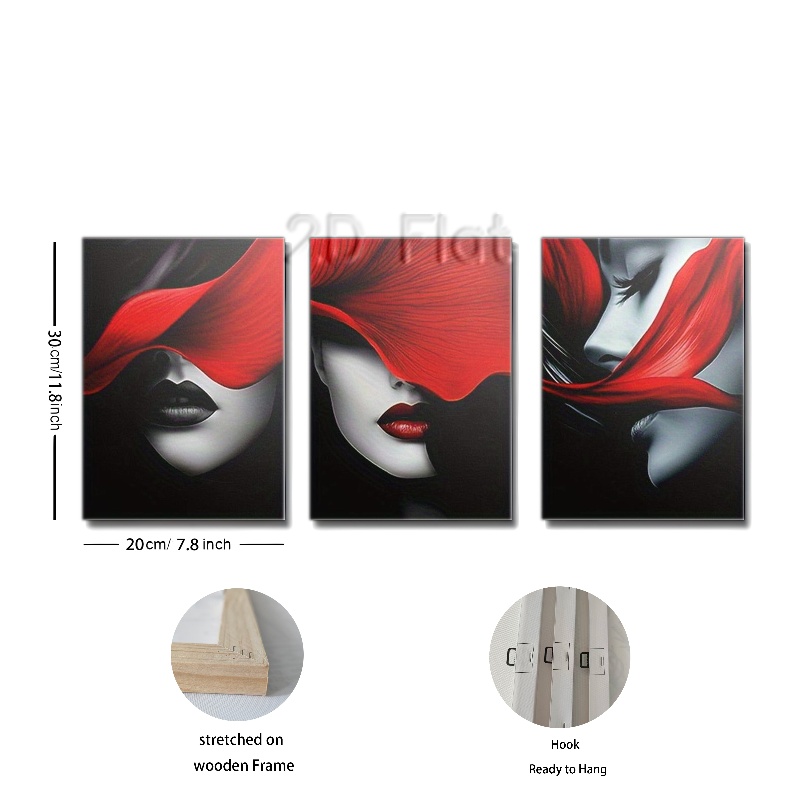 2D Flat
30cm/11.8inch
20cm/ 7.8 inch
stretched on
wooden Frame
Hook
Ready to Hang